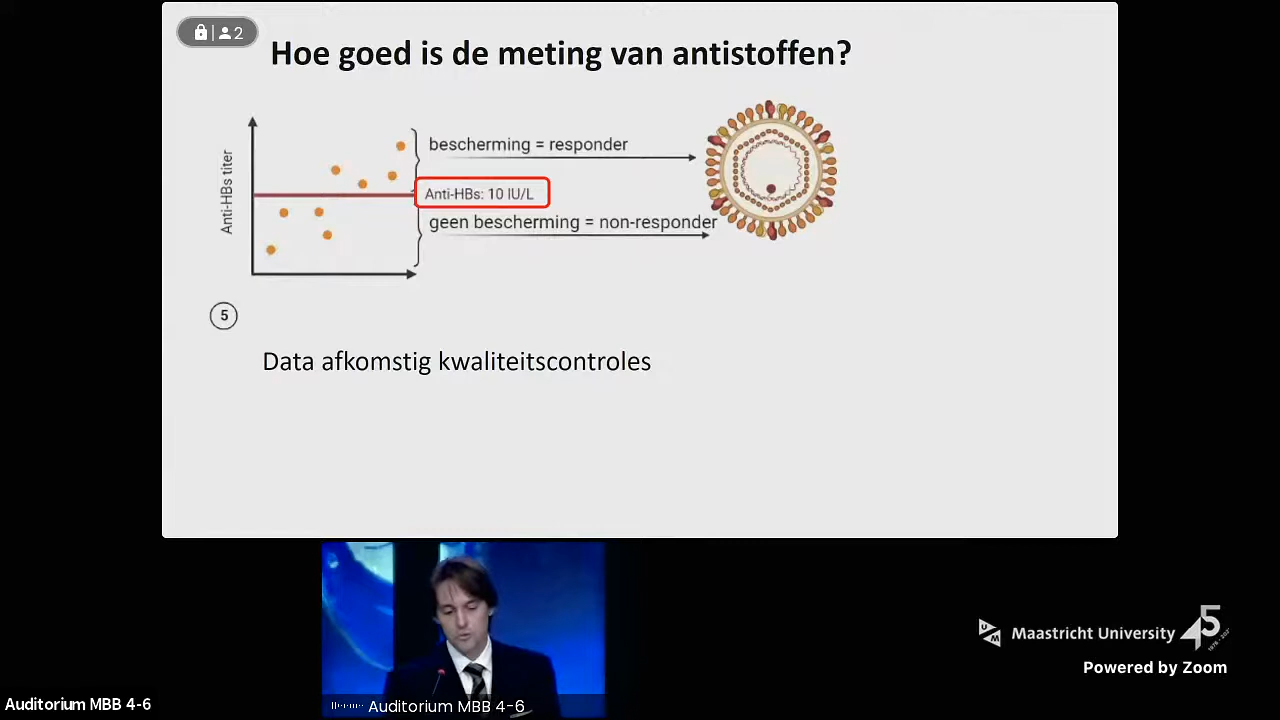 2
Hoe goed is de meting van antistoffen?
Anti-HBs titer
bescherming = responder
Anti-HBs: 10 IU/L
geen bescherming = non-responder
5
Data afkomstig kwaliteitscontroles
UM
Maastricht University
45
Powered by Zoom
Auditorium MBB 4-6
Auditorium MBB 4-6